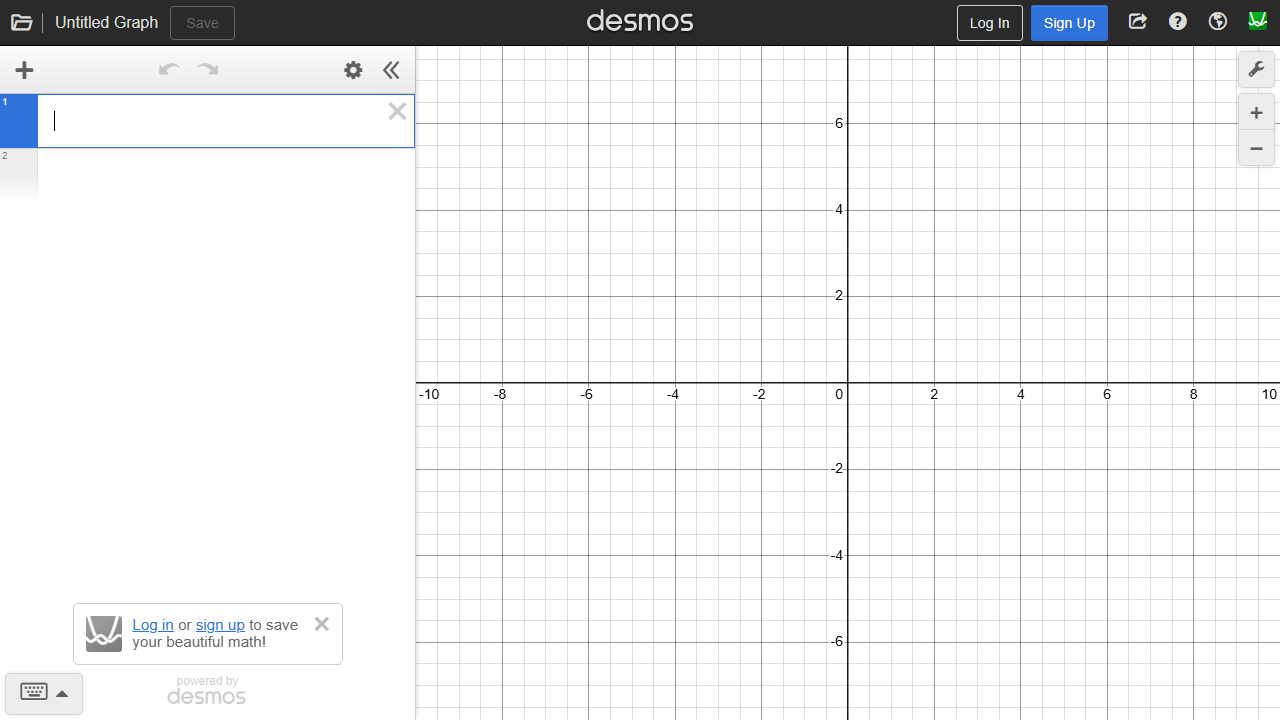 Untitled Graph
Save
desmos
Log In
Sign Up
1
2
6
4
2
-10
-8
-6
-4
-2
0
2
4
6
8
10
-2
-4
-6
Log in or sign up to save
your beautiful math!
powered by
desmos